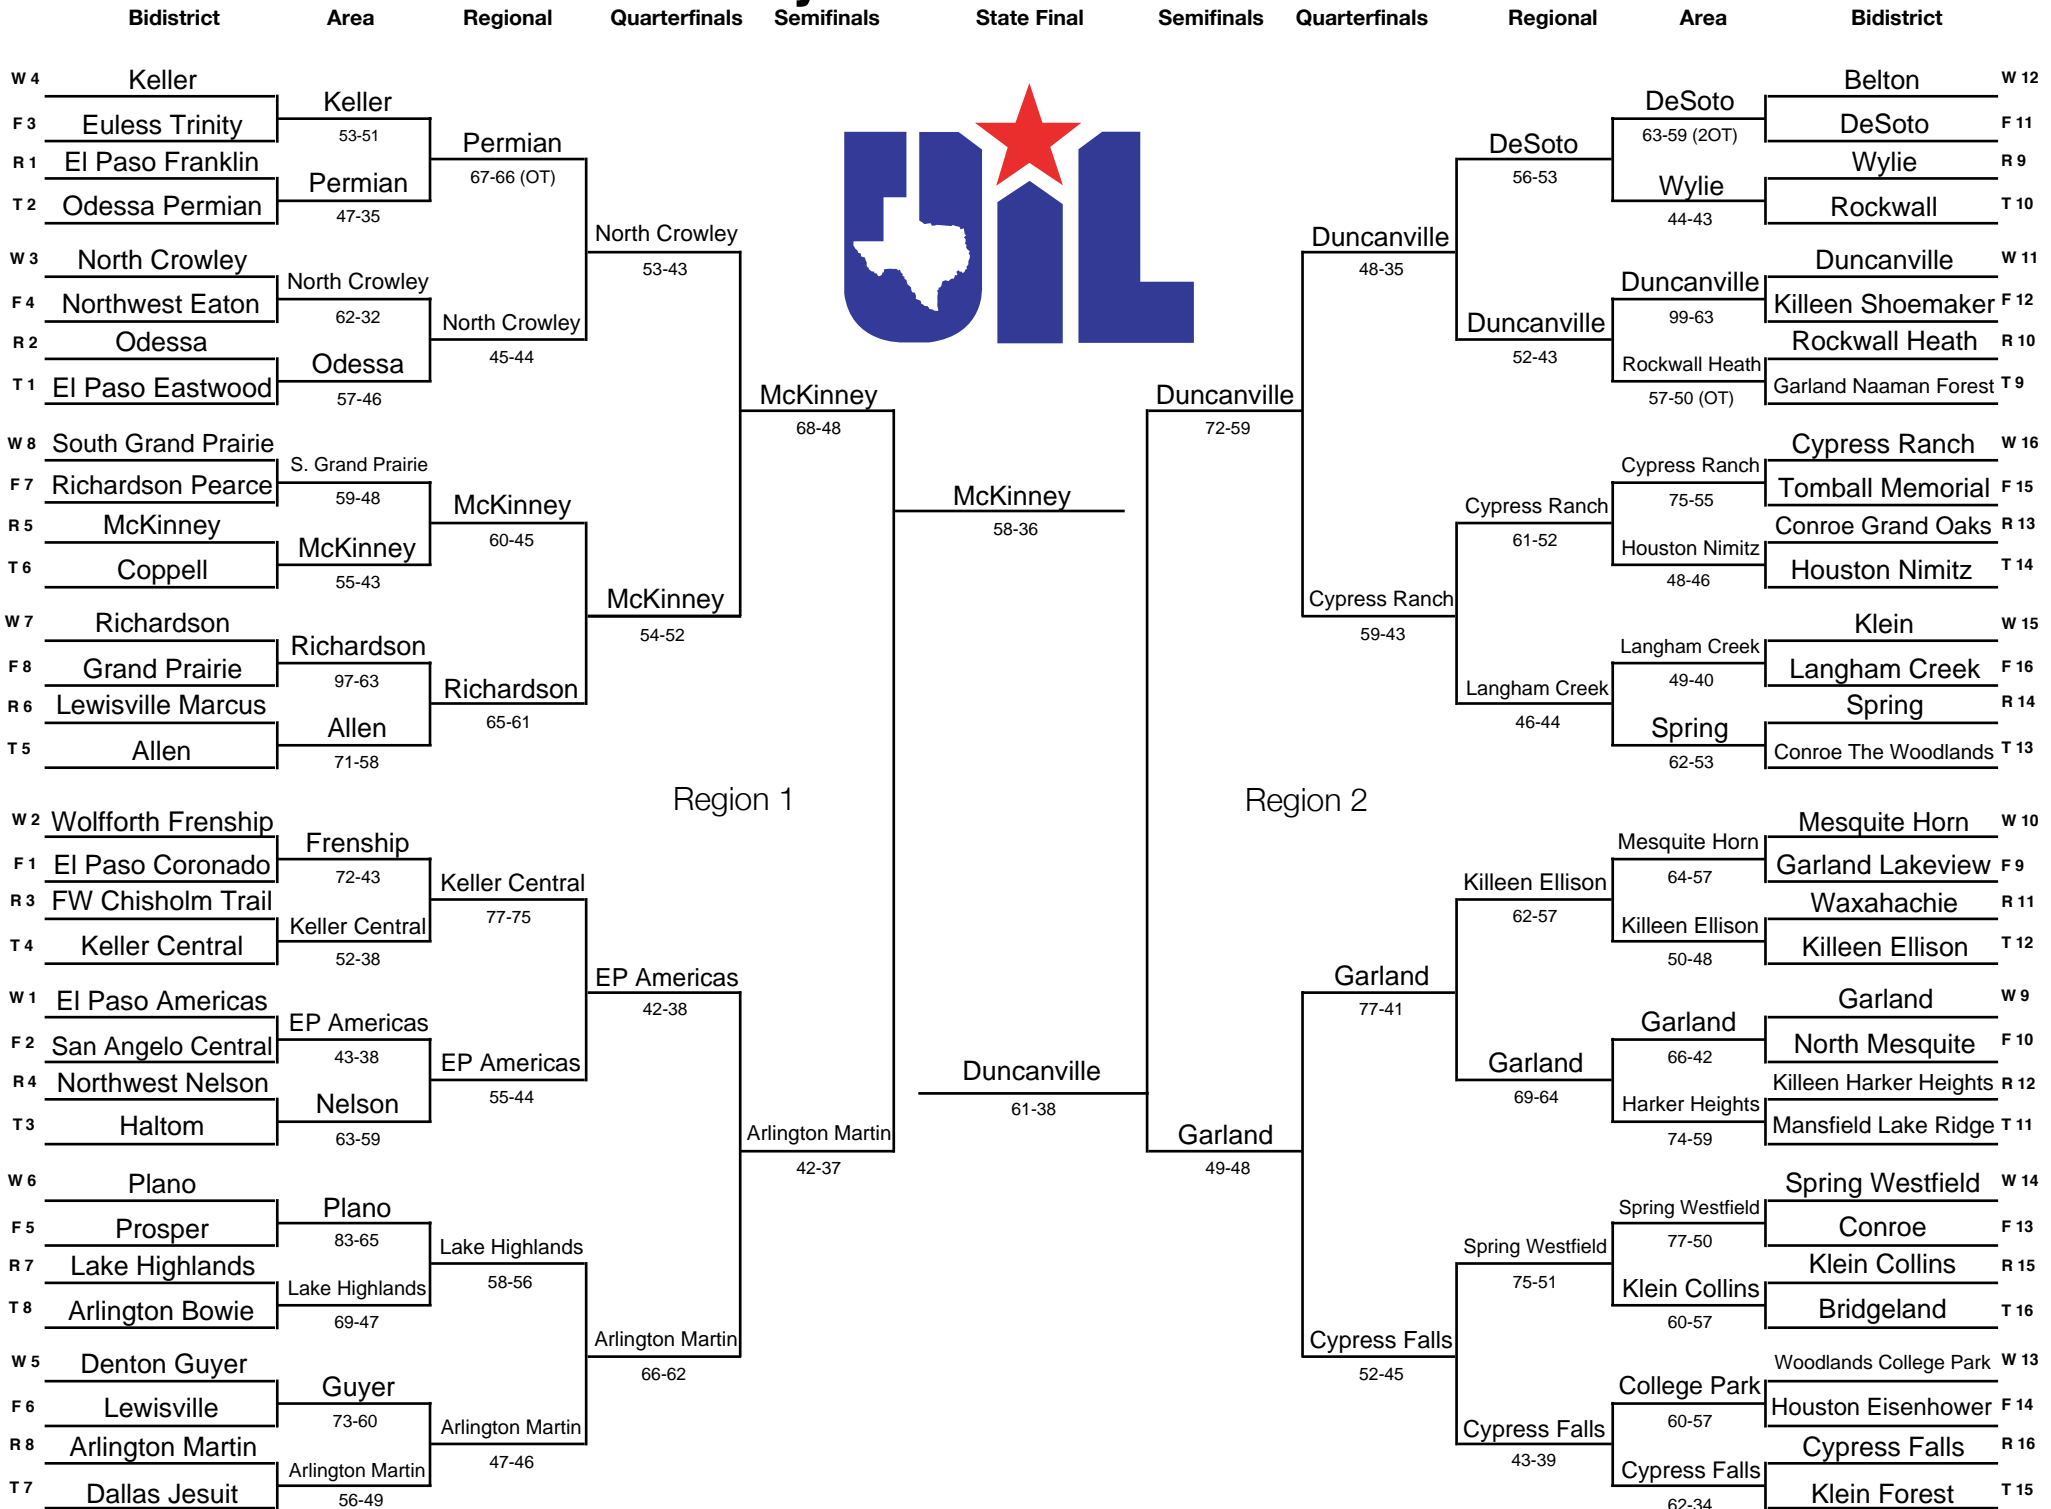 Bidistrict Area Regional Quarterfinals Semifinals State Final Semifinals Quarterfinals Regional Area Bidistrict
W 4 Keller
Keller
F 3 Euless Trinity
53-51
Permian
R 1 El Paso Franklin
67-66 (OT)
Permian
T 2 Odessa Permian
47-35
North Crowley
53-43
W 3 North Crowley
North Crowley
F 4 Northwest Eaton
62-32
North Crowley
R 2 Odessa
45-44
Odessa
T 1 El Paso Eastwood
57-46
McKinney
68-48
W 8 South Grand Prairie
S. Grand Prairie
F 7 Richardson Pearce
59-48
McKinney
R 5 McKinney
60-45
McKinney
T 6 Coppell
55-43
McKinney
54-52
W 7 Richardson
Richardson
F 8 Grand Prairie
97-63
Richardson
R 6 Lewisville Marcus
65-61
Allen
T 5 Allen
71-58
Region 1
W 2 Wolfforth Frenship
Frenship
F 1 El Paso Coronado
72-43
Keller Central
R 3 FW Chisholm Trail
77-75
Keller Central
T 4 Keller Central
52-38
EP Americas
42-38
W 1 El Paso Americas
EP Americas
F 2 San Angelo Central
43-38
EP Americas
R 4 Northwest Nelson
55-44
Nelson
T 3 Haltom
63-59
Arlington Martin
42-37
W 6 Plano
Plano
F 5 Prosper
83-65
Lake Highlands
R 7 Lake Highlands
58-56
Lake Highlands
T 8 Arlington Bowie
69-47
Arlington Martin
66-62
W 5 Denton Guyer
Guyer
F 6 Lewisville
73-60
Arlington Martin
R 8 Arlington Martin
47-46
Arlington Martin
T 7 Dallas Jesuit
56-49
UIL
McKinney
58-36
Duncanville
61-38
Belton W 12
DeSoto
DeSoto F 11
63-59 (2OT)
DeSoto
Wylie R 9
56-53
Wylie
Rockwall T 10
44-43
Duncanville
48-35
Duncanville W 11
Duncanville
Killeen Shoemaker F 12
99-63
Duncanville
Rockwall Heath R 10
52-43
Rockwall Heath
Garland Naaman Forest T 9
57-50 (OT)
Duncanville
72-59
Cypress Ranch W 16
Cypress Ranch
Tomball Memorial F 15
75-55
Cypress Ranch
Conroe Grand Oaks R 13
61-52
Houston Nimitz
Houston Nimitz T 14
48-46
Cypress Ranch
59-43
Klein W 15
Langham Creek
Langham Creek F 16
49-40
Langham Creek
Spring R 14
46-44
Spring
Conroe The Woodlands T 13
62-53
Region 2
Mesquite Horn W 10
Mesquite Horn
Garland Lakeview F 9
64-57
Killeen Ellison
Waxahachie R 11
62-57
Killeen Ellison
Killeen Ellison T 12
50-48
Garland
77-41
Garland W 9
Garland
North Mesquite F 10
66-42
Garland
Killeen Harker Heights R 12
69-64
Harker Heights
Mansfield Lake Ridge T 11
74-59
Garland
49-48
Spring Westfield W 14
Spring Westfield
Conroe F 13
77-50
Spring Westfield
Klein Collins R 15
75-51
Klein Collins
Bridgeland T 16
60-57
Cypress Falls
52-45
Woodlands College Park W 13
College Park
Houston Eisenhower F 14
60-57
Cypress Falls
Cypress Falls R 16
43-39
Cypress Falls
Klein Forest T 15
62-34